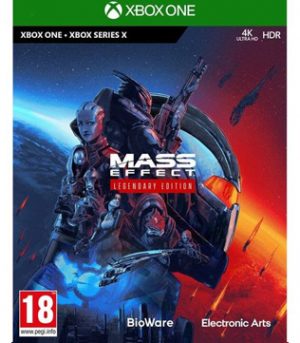 XBOX ONE
XBOX ONE • XBOX SERIES X
4K
ULTRA HD
HDR
MASS
EFFECT
LEGENDARY EDITION
18
www.pegi.info
BioWare
Electronic Arts